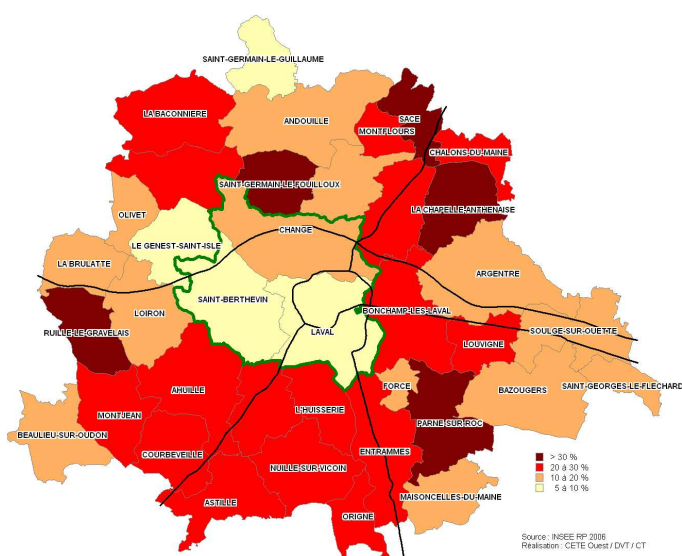 SAINT-GERMAIN-LE-GUILLAUME
LA BACONNIERE
ANDOUILLE
SACE
MONTFLOURS
CHALONS-DU-MAINE
SAINT-GERMAIN-LE-FOUILLOUX
OLIVET
LA CHAPELLE-ANTHENAISE
CHANGE
LE GENEST-SAINT-ISLE
LA BRULATTE
ARGENTRE
SAINT-BERTHEVIN
LOIRON
BONCHAMP-LES-LAVAL
RUILLE-LE-GRAVELAIS
LAVAL
SOULGE-SUR-OUETTE
LOUVIGNE
AHUILLE
FORCE
BAZOUGERS
SAINT-GEORGES-LE-FLECHARD
MONTJEAN
L'HUISSERIE
PARNE-SUR-ROC
BEAULIEU-SUR-OUDON
COURBEVEILLE
ENTRAMMES
NUILLE-SUR-VICOIN
ASTILLE
MAISONCELLES-DU-MAINE
ORIGNE
> 30 %
20 à 30 %
10 à 20 %
5 à 10 %
Source : INSEE RP 2006
Réalisation : CETE Ouest / DVT / CT